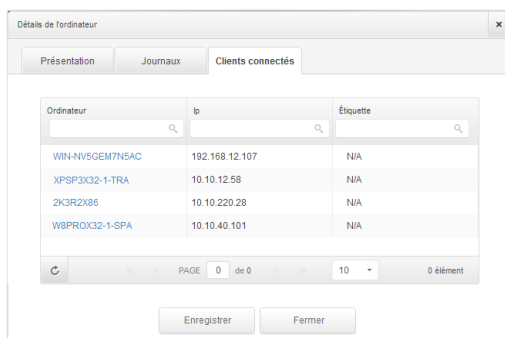 Détails de l'ordinateur ×
Présentation Journaux Clients connectés
Ordinateur Ip Étiquette
WIN-NV5GEM7N5AC 192.168.12.107 N/A
XPSP3X32-1-TRA 10.10.12.58 N/A
2K3R2X86 10.10.220.28 N/A
W8PROX32-1-SPA 10.10.40.101 N/A
PAGE 0 de 0 10 0 élément
Enregistrer Fermer